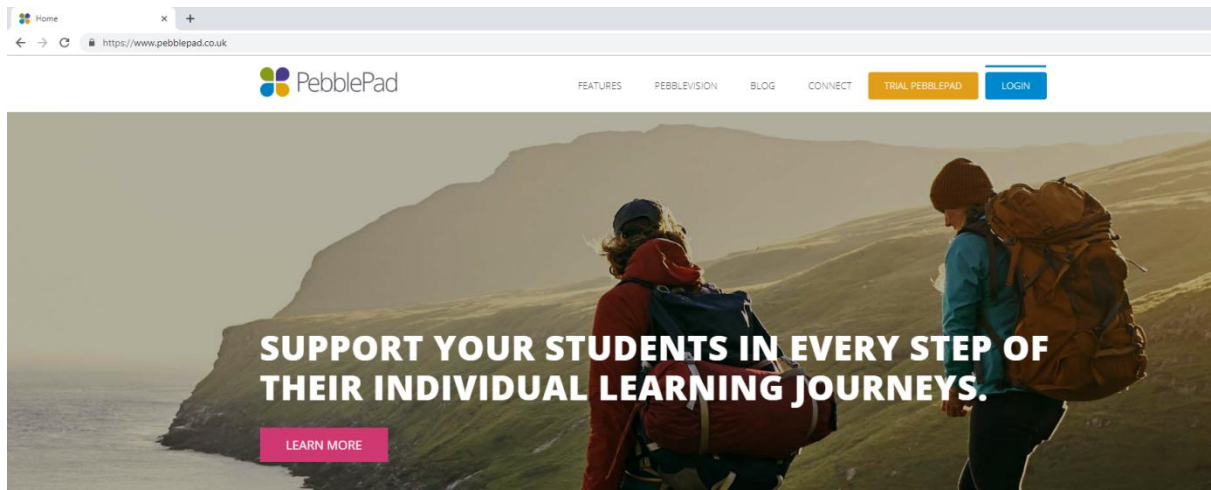 Home
https://www.pebblepad.co.uk
PebblePad
FEATURES PEBBLEVISION BLOG CONNECT TRIAL PEBBLEPAD LOGIN
SUPPORT YOUR STUDENTS IN EVERY STEP OF
THEIR INDIVIDUAL LEARNING JOURNEYS.
LEARN MORE